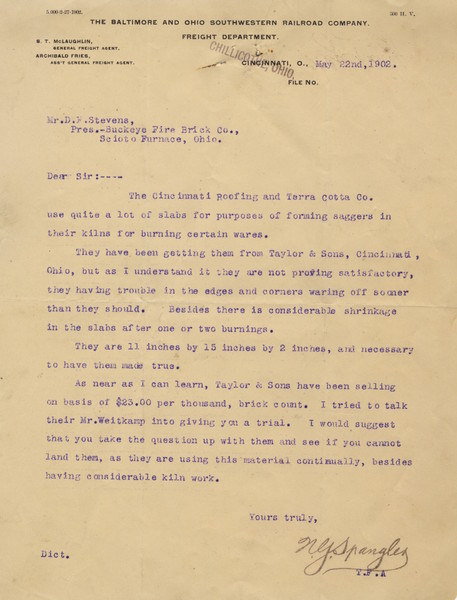 5,000-2-27-1902. 300 H. V.
THE BALTIMORE AND OHIO SOUTHWESTERN RAILROAD COMPANY.
FREIGHT DEPARTMENT.
S. T. McLAUGHLIN,
GENERAL FREIGHT AGENT,
ARCHIBALD FRIES,
ASS'T GENERAL FREIGHT AGENT.
CHILLICOTHE, OHIO.
CINCINNATI, O., May 22nd, 1902.
FILE NO.
Mr.D.F.Stevens,
Pres.-Buckeye Fire Brick Co.,
Scioto Furnace, Ohio.
Dear Sir:----
The Cincinnati Roofing and Terra Cotta Co.
use quite a lot of slabs for purposes of forming saggers in
their kilns for burning certain wares.
They have been getting them from Taylor & Sons, Cincinnati,
Ohio, but as I understand it they are not proving satisfactory,
they having trouble in the edges and corners waring off sooner
than they should. Besides there is considerable shrinkage
in the slabs after one or two burnings.
They are 11 inches by 15 inches by 2 inches, and necessary
to have them made true.
As near as I can learn, Taylor & Sons have been selling
on basis of $23.00 per thousand, brick count. I tried to talk
their Mr.Weitkamp into giving you a trial. I would suggest
that you take the question up with them and see if you cannot
land them, as they are using this material continually, besides
having considerable kiln work.
Yours truly,
Spangler
Dict. T.F.A